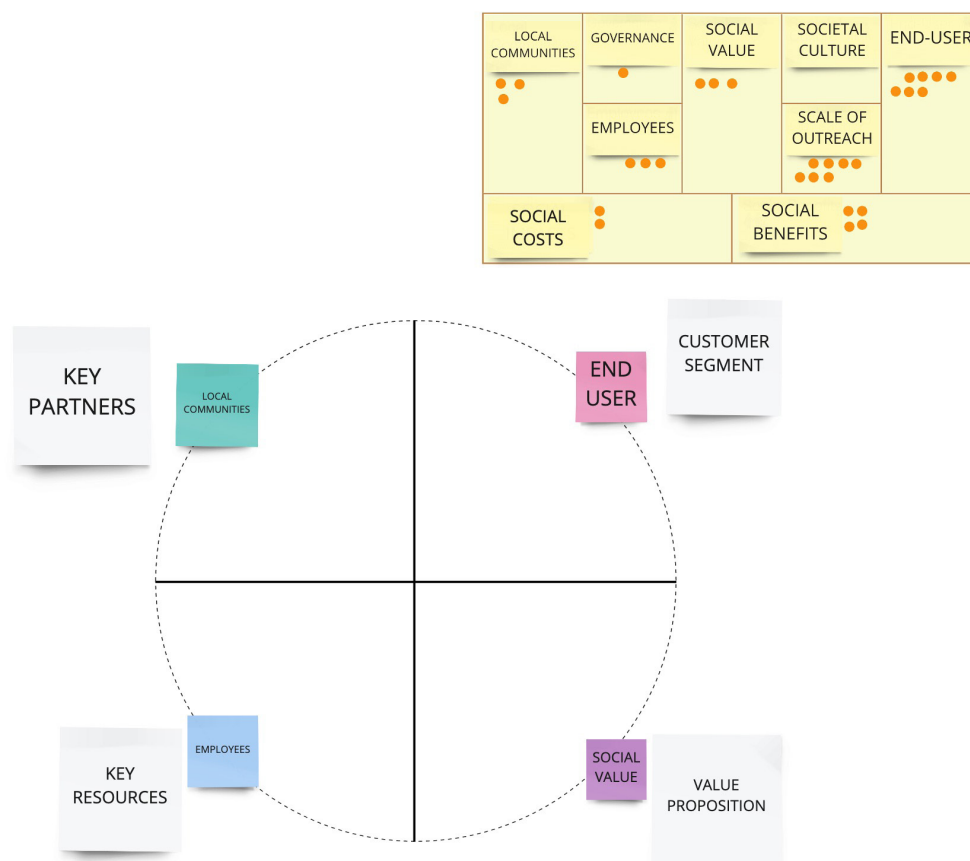 LOCAL
COMMUNITIES
GOVERNANCE
SOCIAL
VALUE
SOCIETAL
CULTURE
END-USER
EMPLOYEES
SCALE OF
OUTREACH
SOCIAL
COSTS
SOCIAL
BENEFITS
KEY
PARTNERS
LOCAL
COMMUNITIES
END
USER
CUSTOMER
SEGMENT
KEY
RESOURCES
EMPLOYEES
SOCIAL
VALUE
VALUE
PROPOSITION